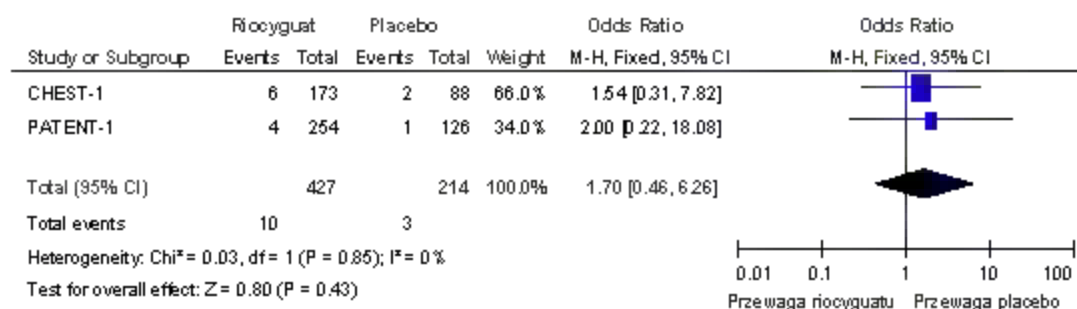 Riocyguat Placebo Odds Ratio Odds Ratio
Study or Subgroup Events Total Events Total Weight M-H, Fixed, 95% CI M-H, Fixed, 95% CI
CHEST-1 6 173 2 88 66.0% 1.54 [0.31, 7.82]
PATENT-1 4 254 1 126 34.0% 2.00 [0.22, 18.08]
Total (95% CI) 427 214 100.0% 1.70 [0.46, 6.26]
Total events 10 3
Heterogeneity: Chi² = 0.03, df = 1 (P = 0.85); I² = 0%
Test for overall effect: Z = 0.80 (P = 0.43)
0.01 0.1 1 10 100
Przewaga riocyguatu Przewaga placebo